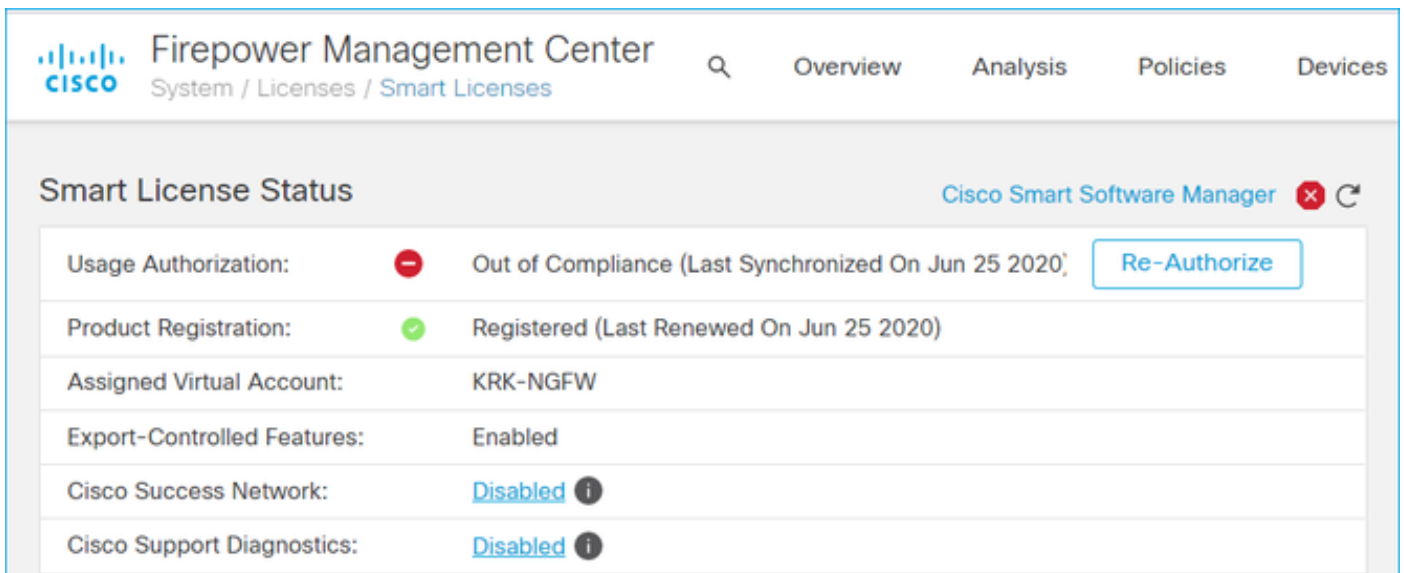 CISCO
Firepower Management Center
System / Licenses / Smart Licenses
Overview
Analysis
Policies
Devices
Smart License Status
Cisco Smart Software Manager
Usage Authorization:
Out of Compliance (Last Synchronized On Jun 25 2020)
Re-Authorize
Product Registration:
Registered (Last Renewed On Jun 25 2020)
Assigned Virtual Account:
KRK-NGFW
Export-Controlled Features:
Enabled
Cisco Success Network:
Disabled
Cisco Support Diagnostics:
Disabled